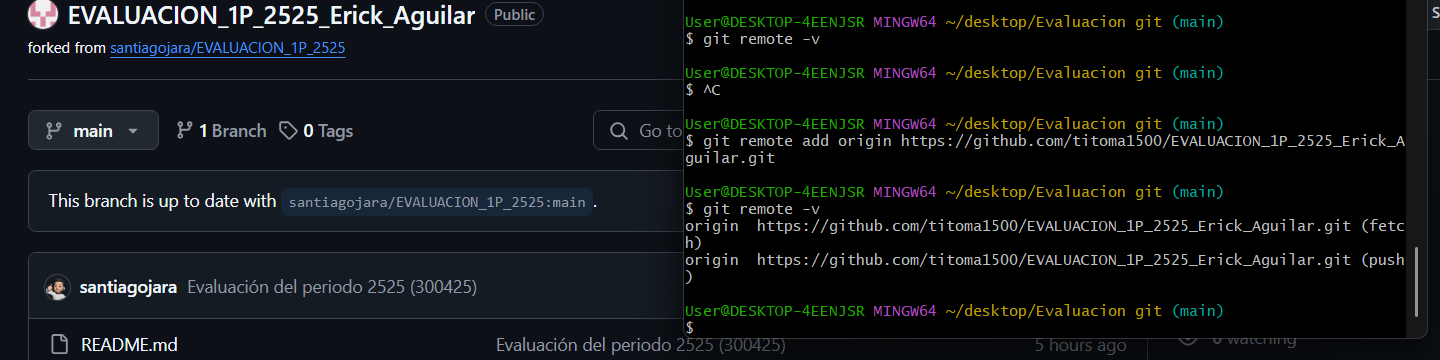 EVALUACION_1P_2525_Erick_Aguilar Public
forked from santiagojara/EVALUACION_1P_2525
main 1 Branch 0 Tags Go to
This branch is up to date with santiagojara/EVALUACION_1P_2525:main.
santiagojara Evaluación del periodo 2525 (300425)
README.md Evaluación del periodo 2525 (300425) 5 hours ago
0 watching
User@DESKTOP-4EENJSR MINGW64 ~/desktop/Evaluacion git (main)
$ git remote -v
User@DESKTOP-4EENJSR MINGW64 ~/desktop/Evaluacion git (main)
$ ^C
User@DESKTOP-4EENJSR MINGW64 ~/desktop/Evaluacion git (main)
$ git remote add origin https://github.com/titoma1500/EVALUACION_1P_2525_Erick_A
guilar.git
User@DESKTOP-4EENJSR MINGW64 ~/desktop/Evaluacion git (main)
$ git remote -v
origin  https://github.com/titoma1500/EVALUACION_1P_2525_Erick_Aguilar.git (fetc
h)
origin  https://github.com/titoma1500/EVALUACION_1P_2525_Erick_Aguilar.git (push
)
User@DESKTOP-4EENJSR MINGW64 ~/desktop/Evaluacion git (main)
$
S